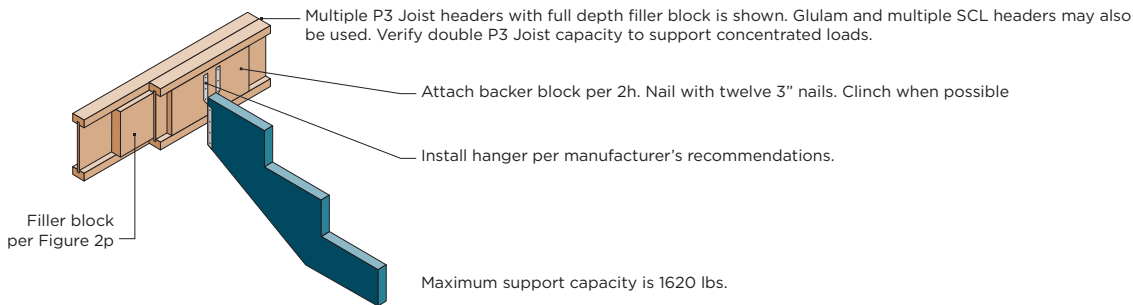 Multiple P3 Joist headers with full depth filler block is shown. Glulam and multiple SCL headers may also
be used. Verify double P3 Joist capacity to support concentrated loads.
Attach backer block per 2h. Nail with twelve 3” nails. Clinch when possible
Install hanger per manufacturer’s recommendations.
Filler block
per Figure 2p
Maximum support capacity is 1620 lbs.